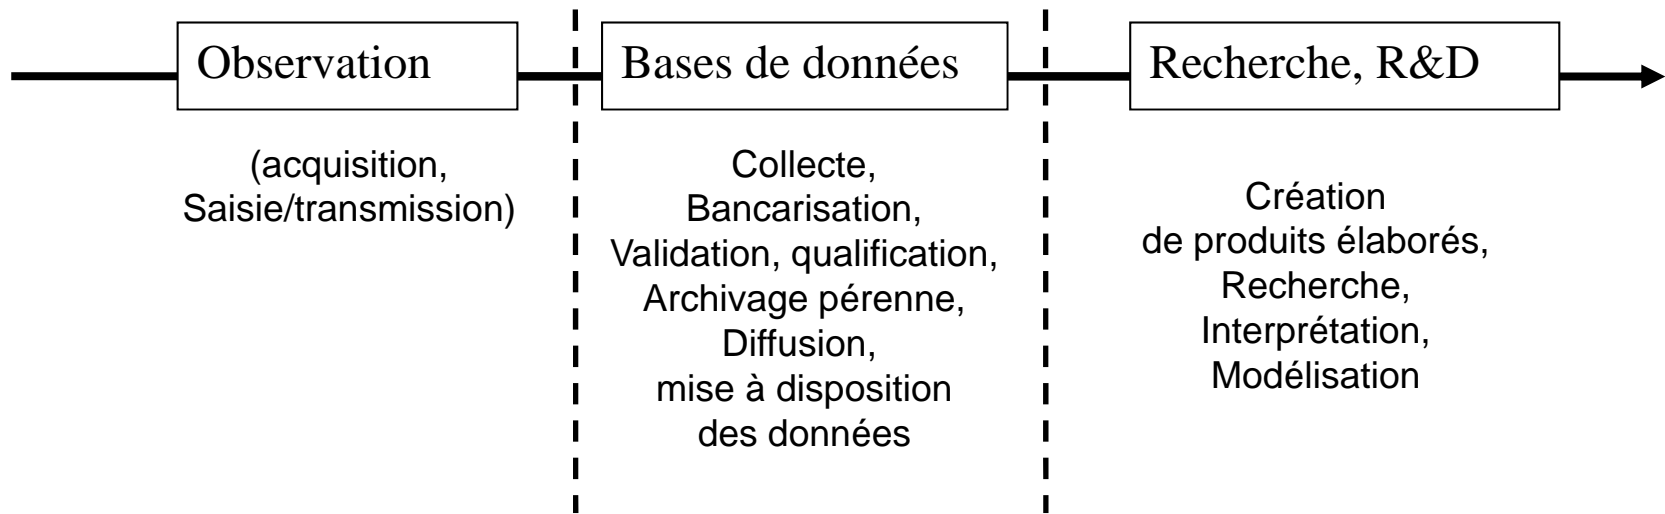 Observation
(acquisition,
Saisie/transmission)
Bases de données
Collecte,
Bancarisation,
Validation, qualification,
Archivage pérenne,
Diffusion,
mise à disposition
des données
Recherche, R&D
Création
de produits élaborés,
Recherche,
Interprétation,
Modélisation